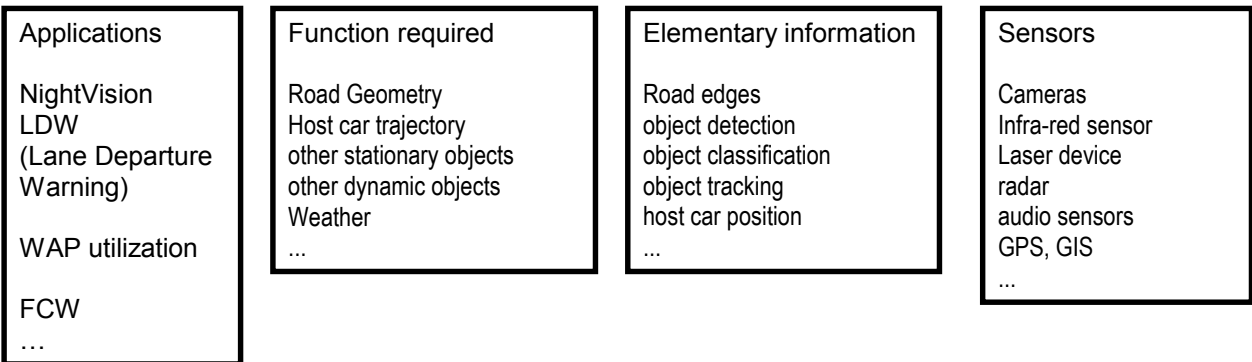 Applications
NightVision
LDW
(Lane Departure
Warning)
WAP utilization
FCW
…
Function required
Road Geometry
Host car trajectory
other stationary objects
other dynamic objects
Weather
...
Elementary information
Road edges
object detection
object classification
object tracking
host car position
...
Sensors
Cameras
Infra-red sensor
Laser device
radar
audio sensors
GPS, GIS
...